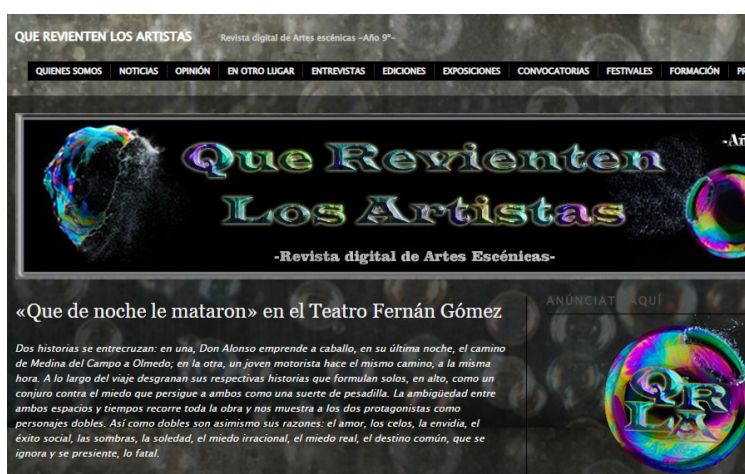 QUE REVIENTEN LOS ARTISTAS
Revista digital de Artes escénicas –Año 9º–
QUIENES SOMOS NOTICIAS OPINIÓN EN OTRO LUGAR ENTREVISTAS EDICIONES EXPOSICIONES CONVOCATORIAS FESTIVALES FORMACIÓN
Que Revienten
Los Artistas
-Revista digital de Artes Escénicas-
«Que de noche le mataron» en el Teatro Fernán Gómez
Dos historias se entrecruzan: en una, Don Alonso emprende a caballo, en su última noche, el camino
de Medina del Campo a Olmedo; en la otra, un joven motorista hace el mismo camino, a la misma
hora. A lo largo del viaje desgranan sus respectivas historias que formulan solos, en alto, como un
conjuro contra el miedo que persigue a ambos como una suerte de pesadilla. La ambigüedad entre
ambos espacios y tiempos recorre toda la obra y nos muestra a los dos protagonistas como
personajes dobles. Así como dobles son asimismo sus razones: el amor, los celos, la envidia, el
éxito social, las sombras, la soledad, el miedo irracional, el miedo real, el destino común, que se
ignora y se presiente, lo fatal.
ANÚNCIATE AQUÍ
QR
LA